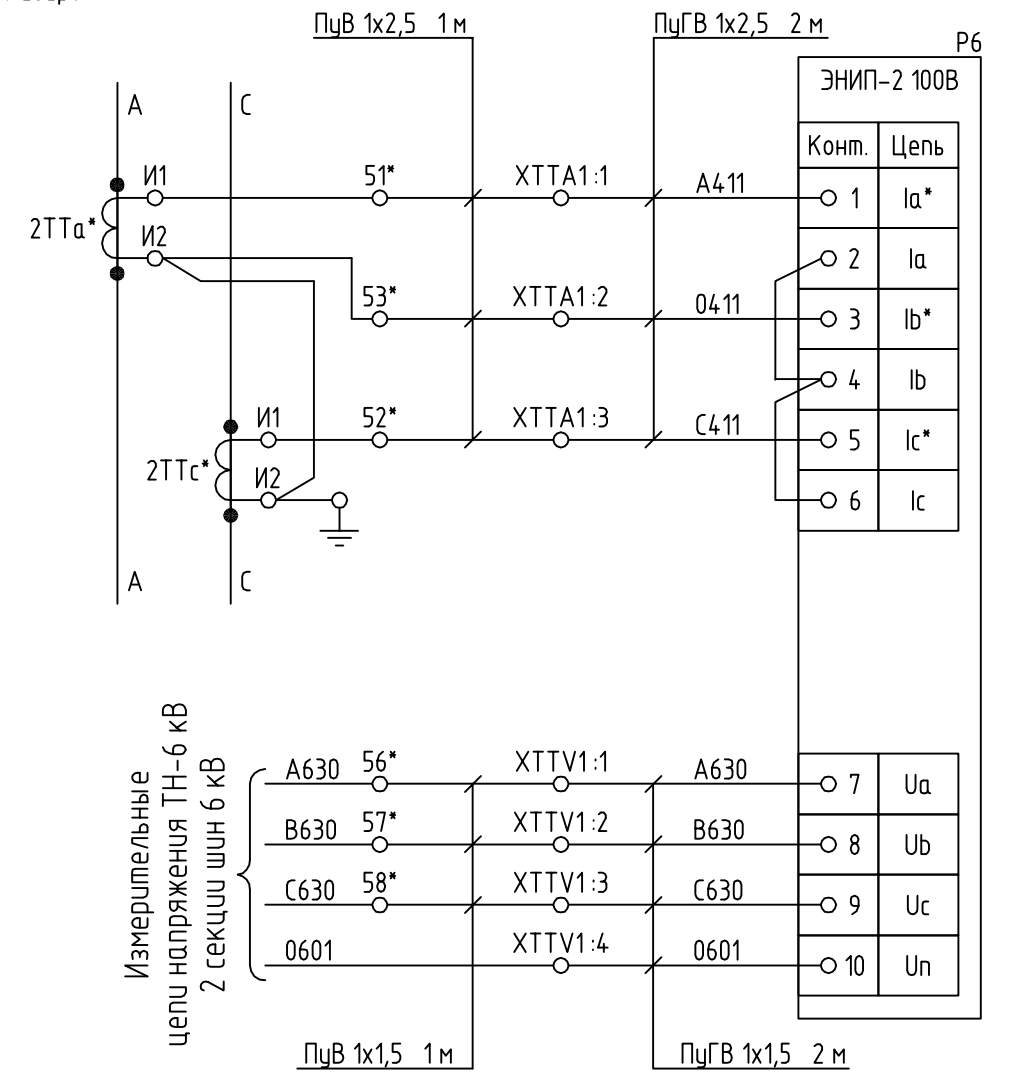 ПуВ 1х2,5 1 м
ПуГВ 1х2,5 2 м
Р6
ЭНИП-2 100В
А
С
Конт.
Цепь
И1
51*
ХТТА1:1
А411
1
Iа*
2ТТа*
И2
2
Iа
53*
ХТТА1:2
0411
3
Ib*
4
Ib
И1
52*
ХТТА1:3
С411
5
Ic*
2ТТс*
И2
6
Ic
А
С
Измерительные
цепи напряжения ТН-6 кВ
2 секции шин 6 кВ
А630
56*
ХТТV1:1
А630
7
Ua
В630
57*
ХТТV1:2
В630
8
Ub
С630
58*
ХТТV1:3
С630
9
Uc
0601
ХТТV1:4
0601
10
Un
ПуВ 1х1,5 1 м
ПуГВ 1х1,5 2 м